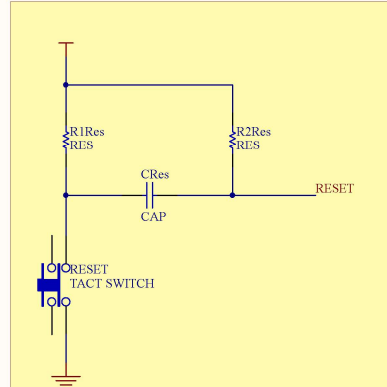 R1Res
RES
R2Res
RES
CRes
CAP
RESET
RESET
TACT SWITCH